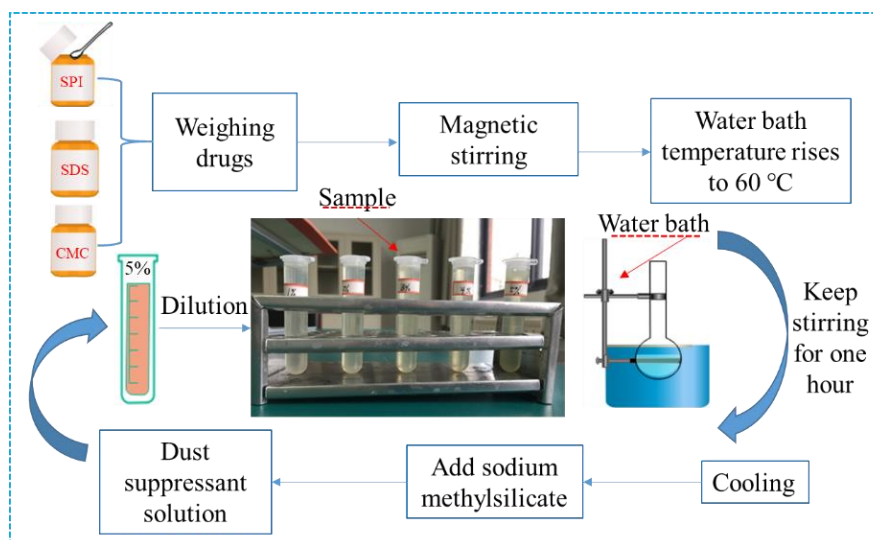 SPI
SDS
CMC
Weighing
drugs
Magnetic
stirring
Water bath
temperature rises
to 60 °C
Sample
Water bath
5%
Dilution
Keep
stirring
for one
hour
Dust
suppressant
solution
Add sodium
methylsilicate
Cooling